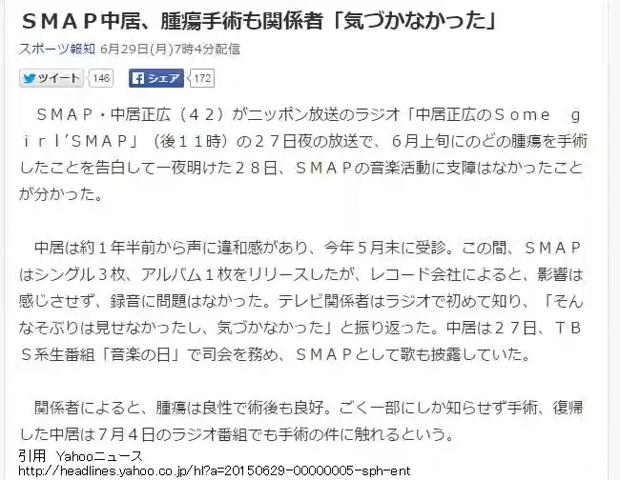 ＳＭＡＰ中居、腫瘍手術も関係者「気づかなかった」
スポーツ報知 6月29日(月)7時4分配信
ツイート 146 シェア 172
　ＳＭＡＰ・中居正広（４２）がニッポン放送のラジオ「中居正広のＳｏｍｅ　ｇ
ｉｒｌ’ＳＭＡＰ」（後１１時）の２７日夜の放送で、６月上旬にのどの腫瘍を手術
したことを告白して一夜明けた２８日、ＳＭＡＰの音楽活動に支障はなかったこと
が分かった。
　中居は約１年半前から声に違和感があり、今年５月末に受診。この間、ＳＭＡＰ
はシングル３枚、アルバム１枚をリリースしたが、レコード会社によると、影響は
感じさせず、録音に問題はなかった。テレビ関係者はラジオで初めて知り、「そん
なそぶりは見せなかったし、気づかなかった」と振り返った。中居は２７日、ＴＢ
Ｓ系生番組「音楽の日」で司会を務め、ＳＭＡＰとして歌も披露していた。
　関係者によると、腫瘍は良性で術後も良好。ごく一部にしか知らせず手術、復帰
した中居は７月４日のラジオ番組でも手術の件に触れるという。
引用　Yahooニュース
http://headlines.yahoo.co.jp/hl?a=20150629-00000005-sph-ent